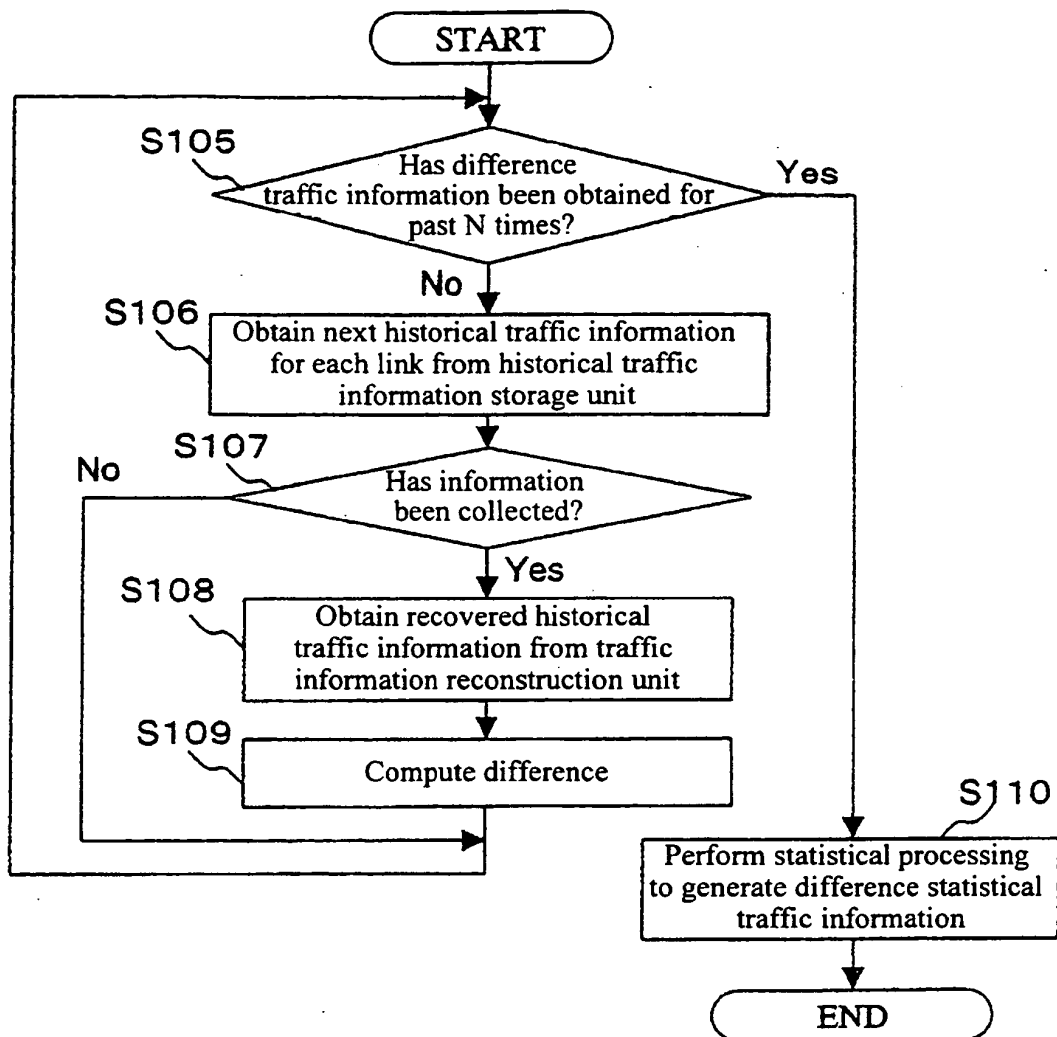 START
S105
Has difference
traffic information been obtained for
past N times?
Yes
No
S106
Obtain next historical traffic information
for each link from historical traffic
information storage unit
S107
No
Has information
been collected?
Yes
S108
Obtain recovered historical
traffic information from traffic
information reconstruction unit
S109
Compute difference
S110
Perform statistical processing
to generate difference statistical
traffic information
END